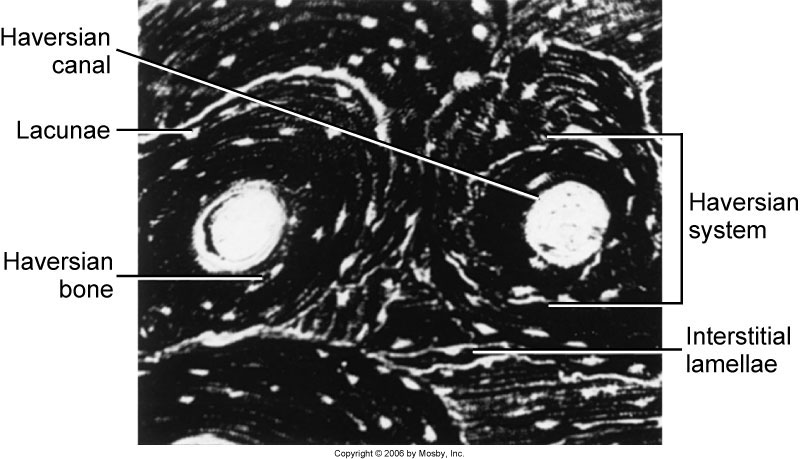 Haversian
canal
Lacunae
Haversian
bone
Haversian
system
Interstitial
lamellae
Copyright © 2006 by Mosby, Inc.